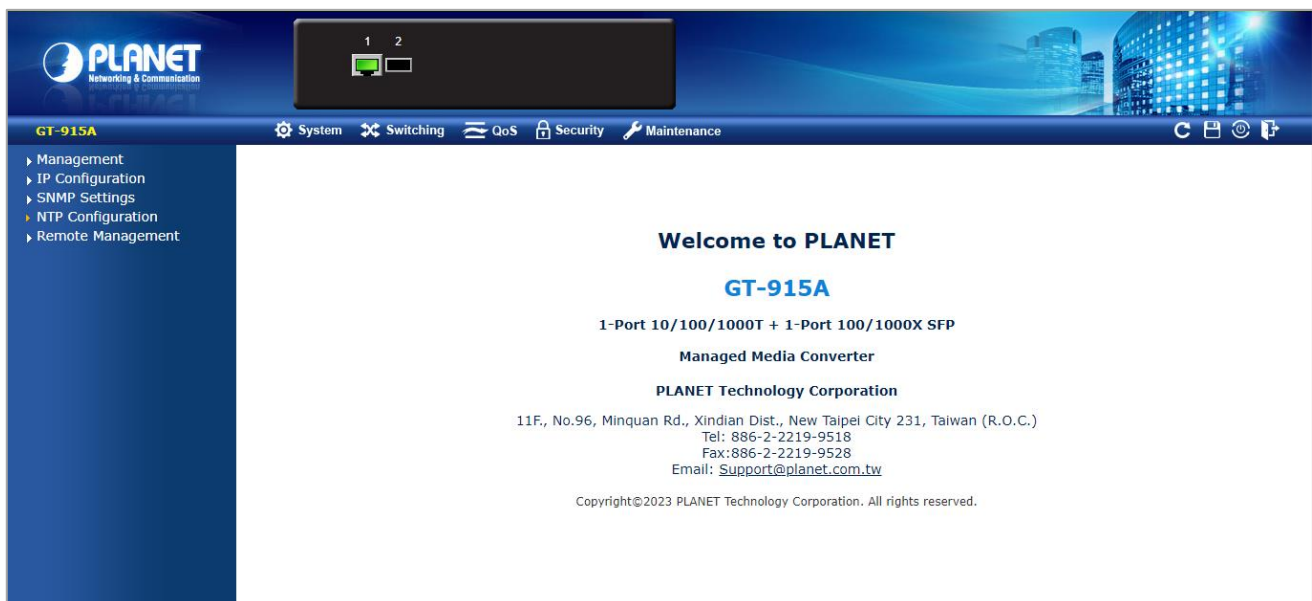 PLANET
Networking & Communication
1 2
GT-915A
System Switching QoS Security Maintenance
Management
IP Configuration
SNMP Settings
NTP Configuration
Remote Management
Welcome to PLANET
GT-915A
1-Port 10/100/1000T + 1-Port 100/1000X SFP
Managed Media Converter
PLANET Technology Corporation
11F., No.96, Minquan Rd., Xindian Dist., New Taipei City 231, Taiwan (R.O.C.)
Tel: 886-2-2219-9518
Fax:886-2-2219-9528
Email: Support@planet.com.tw
Copyright©2023 PLANET Technology Corporation. All rights reserved.